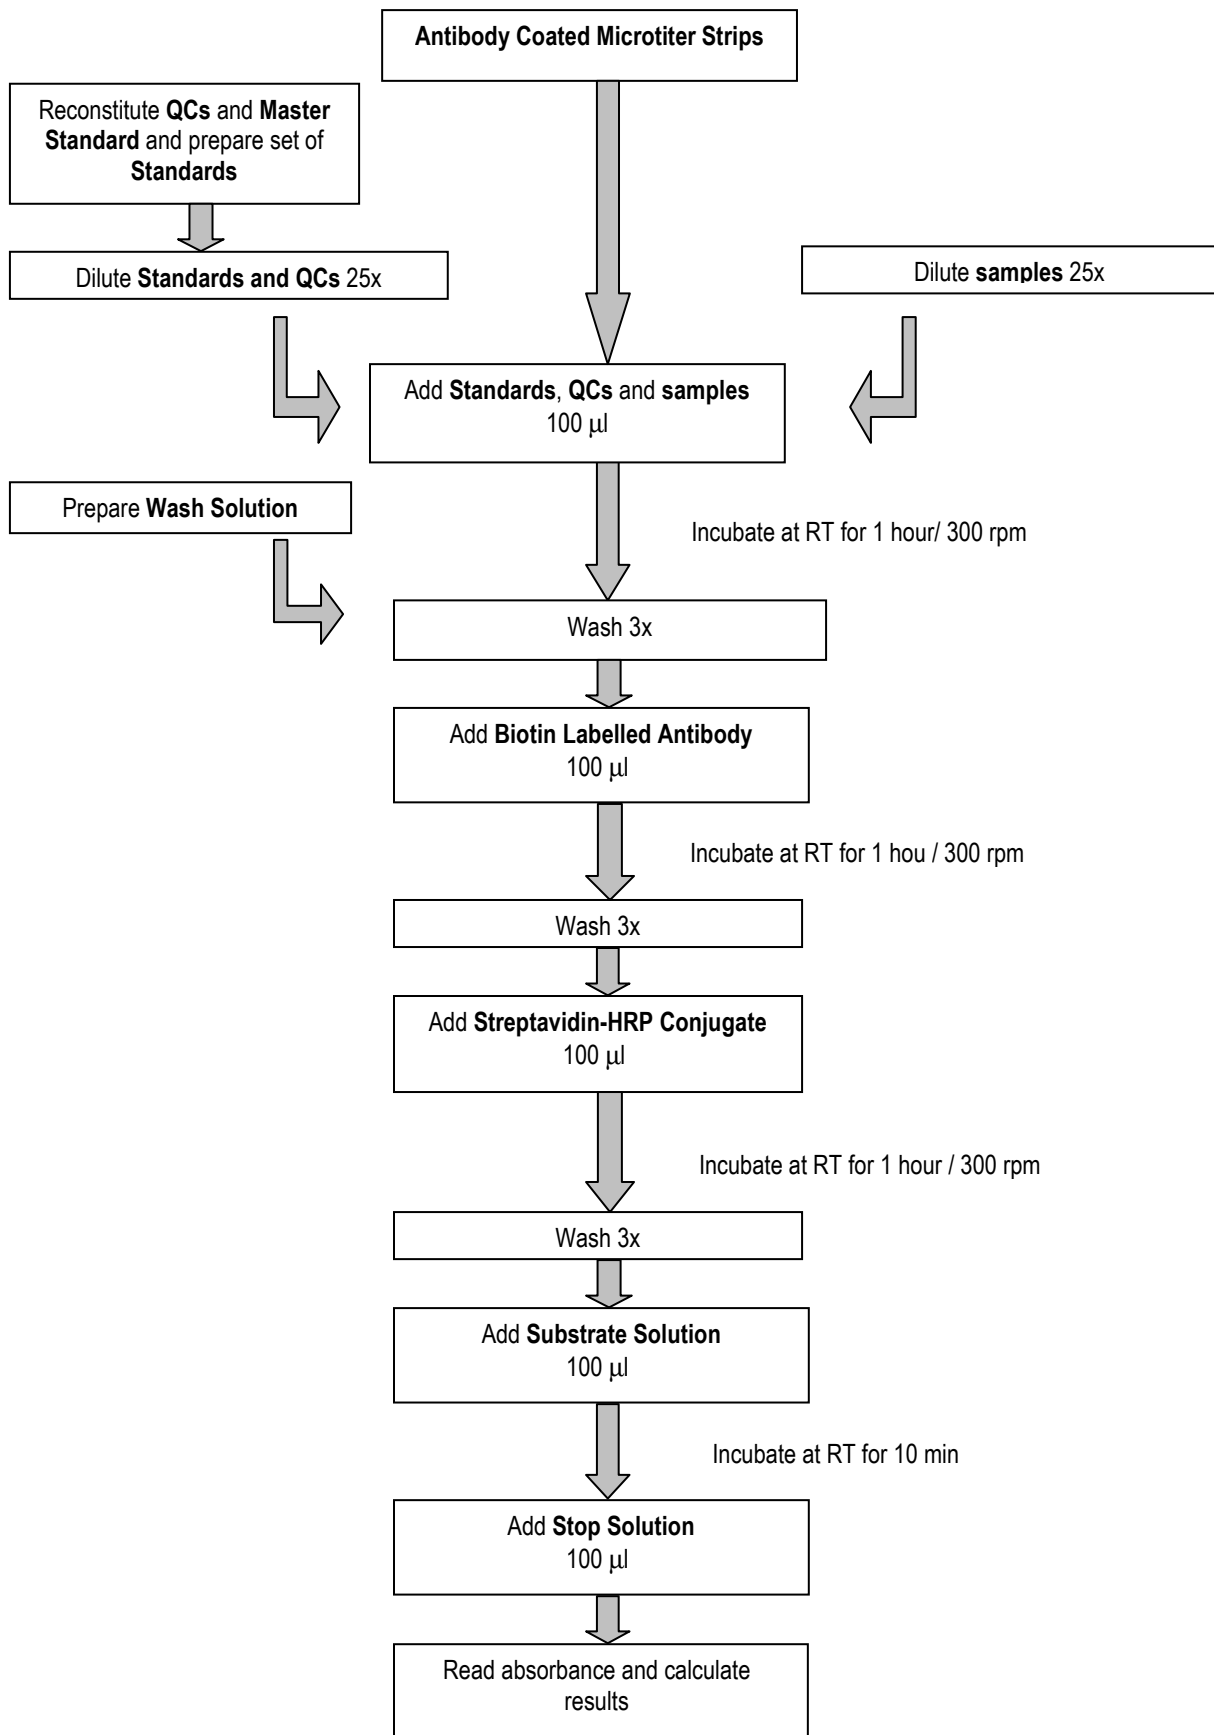 Antibody Coated Microtiter Strips
Reconstitute QCs and Master
Standard and prepare set of
Standards
Dilute Standards and QCs 25x
Dilute samples 25x
Add Standards, QCs and samples
100 μl
Prepare Wash Solution
Incubate at RT for 1 hour/ 300 rpm
Wash 3x
Add Biotin Labelled Antibody
100 μl
Incubate at RT for 1 hou / 300 rpm
Wash 3x
Add Streptavidin-HRP Conjugate
100 μl
Incubate at RT for 1 hour / 300 rpm
Wash 3x
Add Substrate Solution
100 μl
Incubate at RT for 10 min
Add Stop Solution
100 μl
Read absorbance and calculate
results